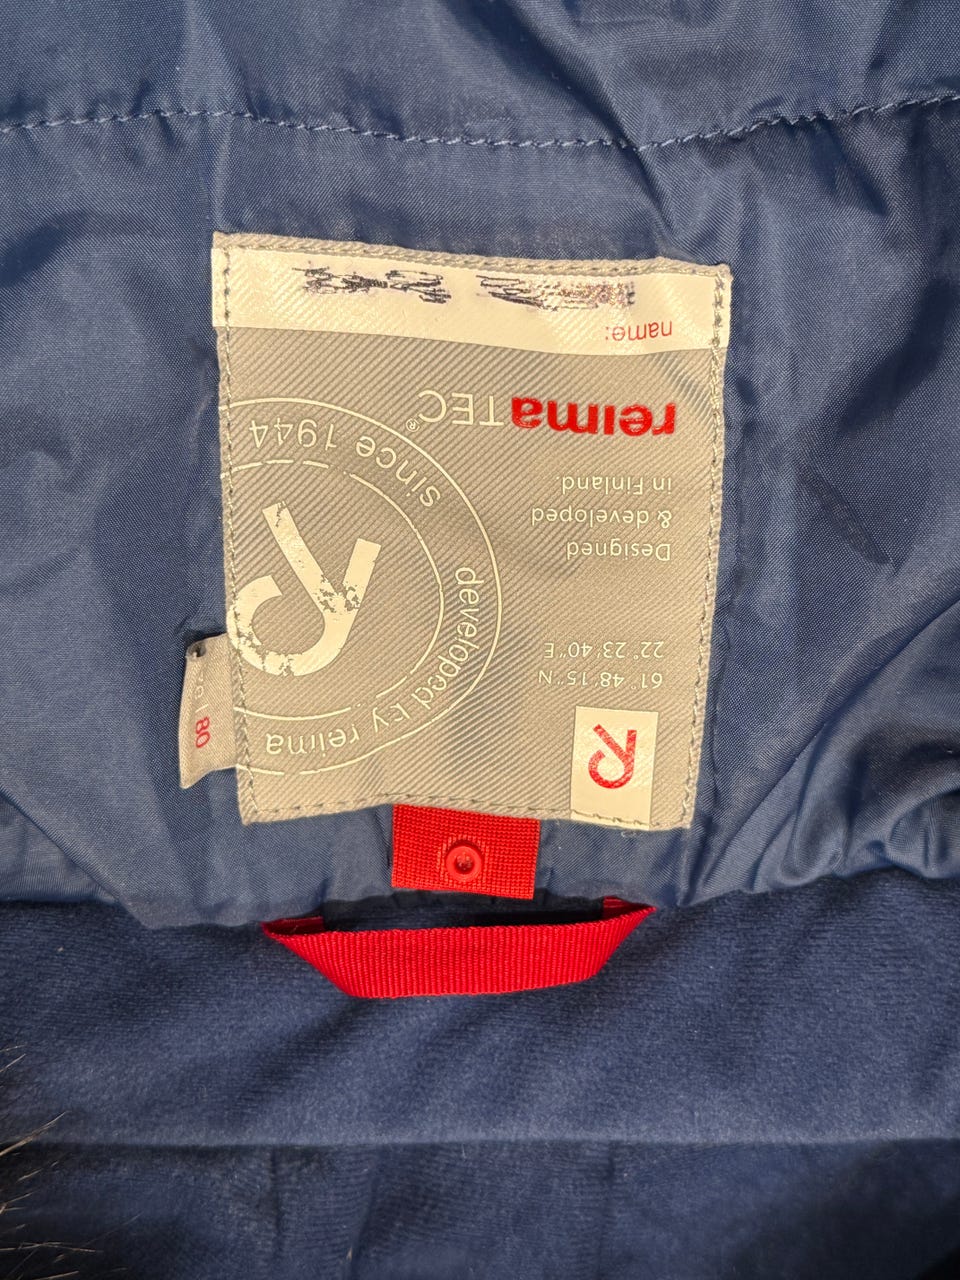 61° 48´15˝N
22° 23´40˝E
Designed
& developed
in Finland.
reimaTEC®
name:
since 1944
developed by reima
80